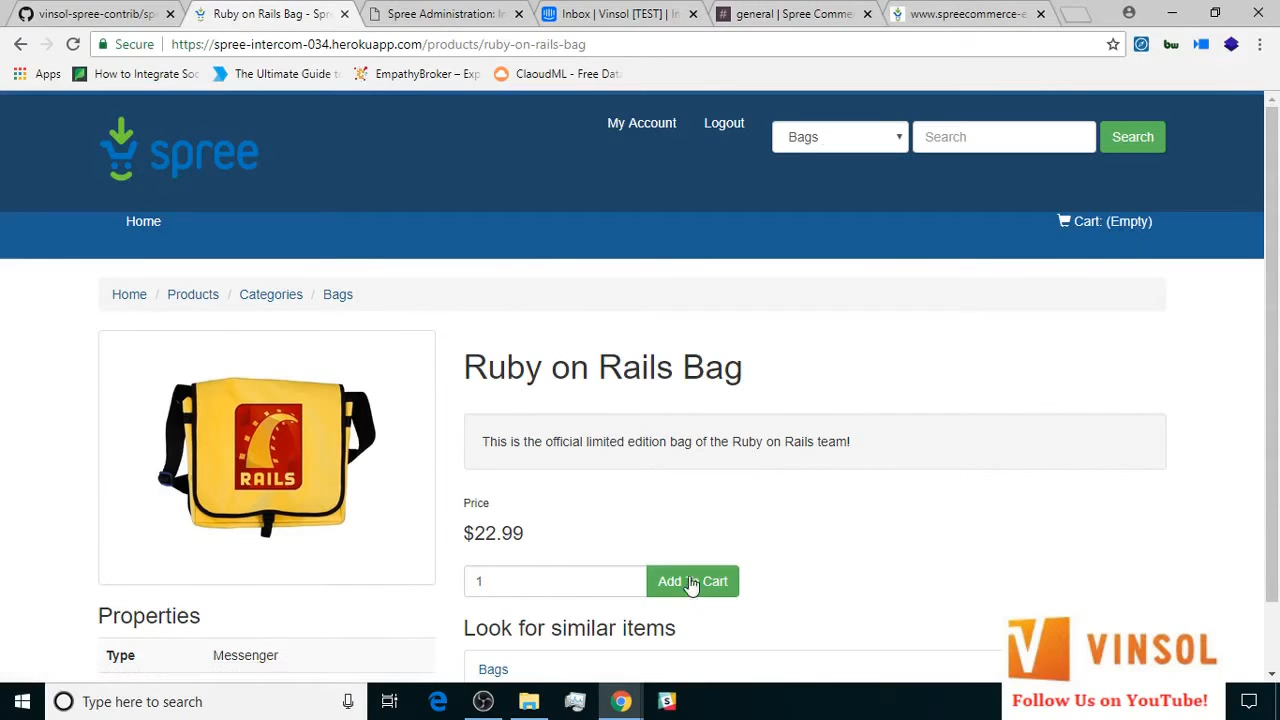 vinsol-spree-contrib/sp
Ruby on Rails Bag - Spr
Spree Administration: In
Inbox | Vinsol [TEST] | In
general | Spree Comme
www.spreecommerce-e
Secure
https://spree-intercom-034.herokuapp.com/products/ruby-on-rails-bag
bw
Apps
How to Integrate Soc
The Ultimate Guide to
EmpathyBroker – Exp
ClaoudML - Free Data
spree
My Account
Logout
Bags
Search
Search
Home
Cart: (Empty)
Home / Products / Categories / Bags
RAILS
Ruby on Rails Bag
This is the official limited edition bag of the Ruby on Rails team!
Price
$22.99
1
Add To Cart
Properties
Type Messenger
Look for similar items
Bags
VINSOL
Follow Us on YouTube!
Type here to search